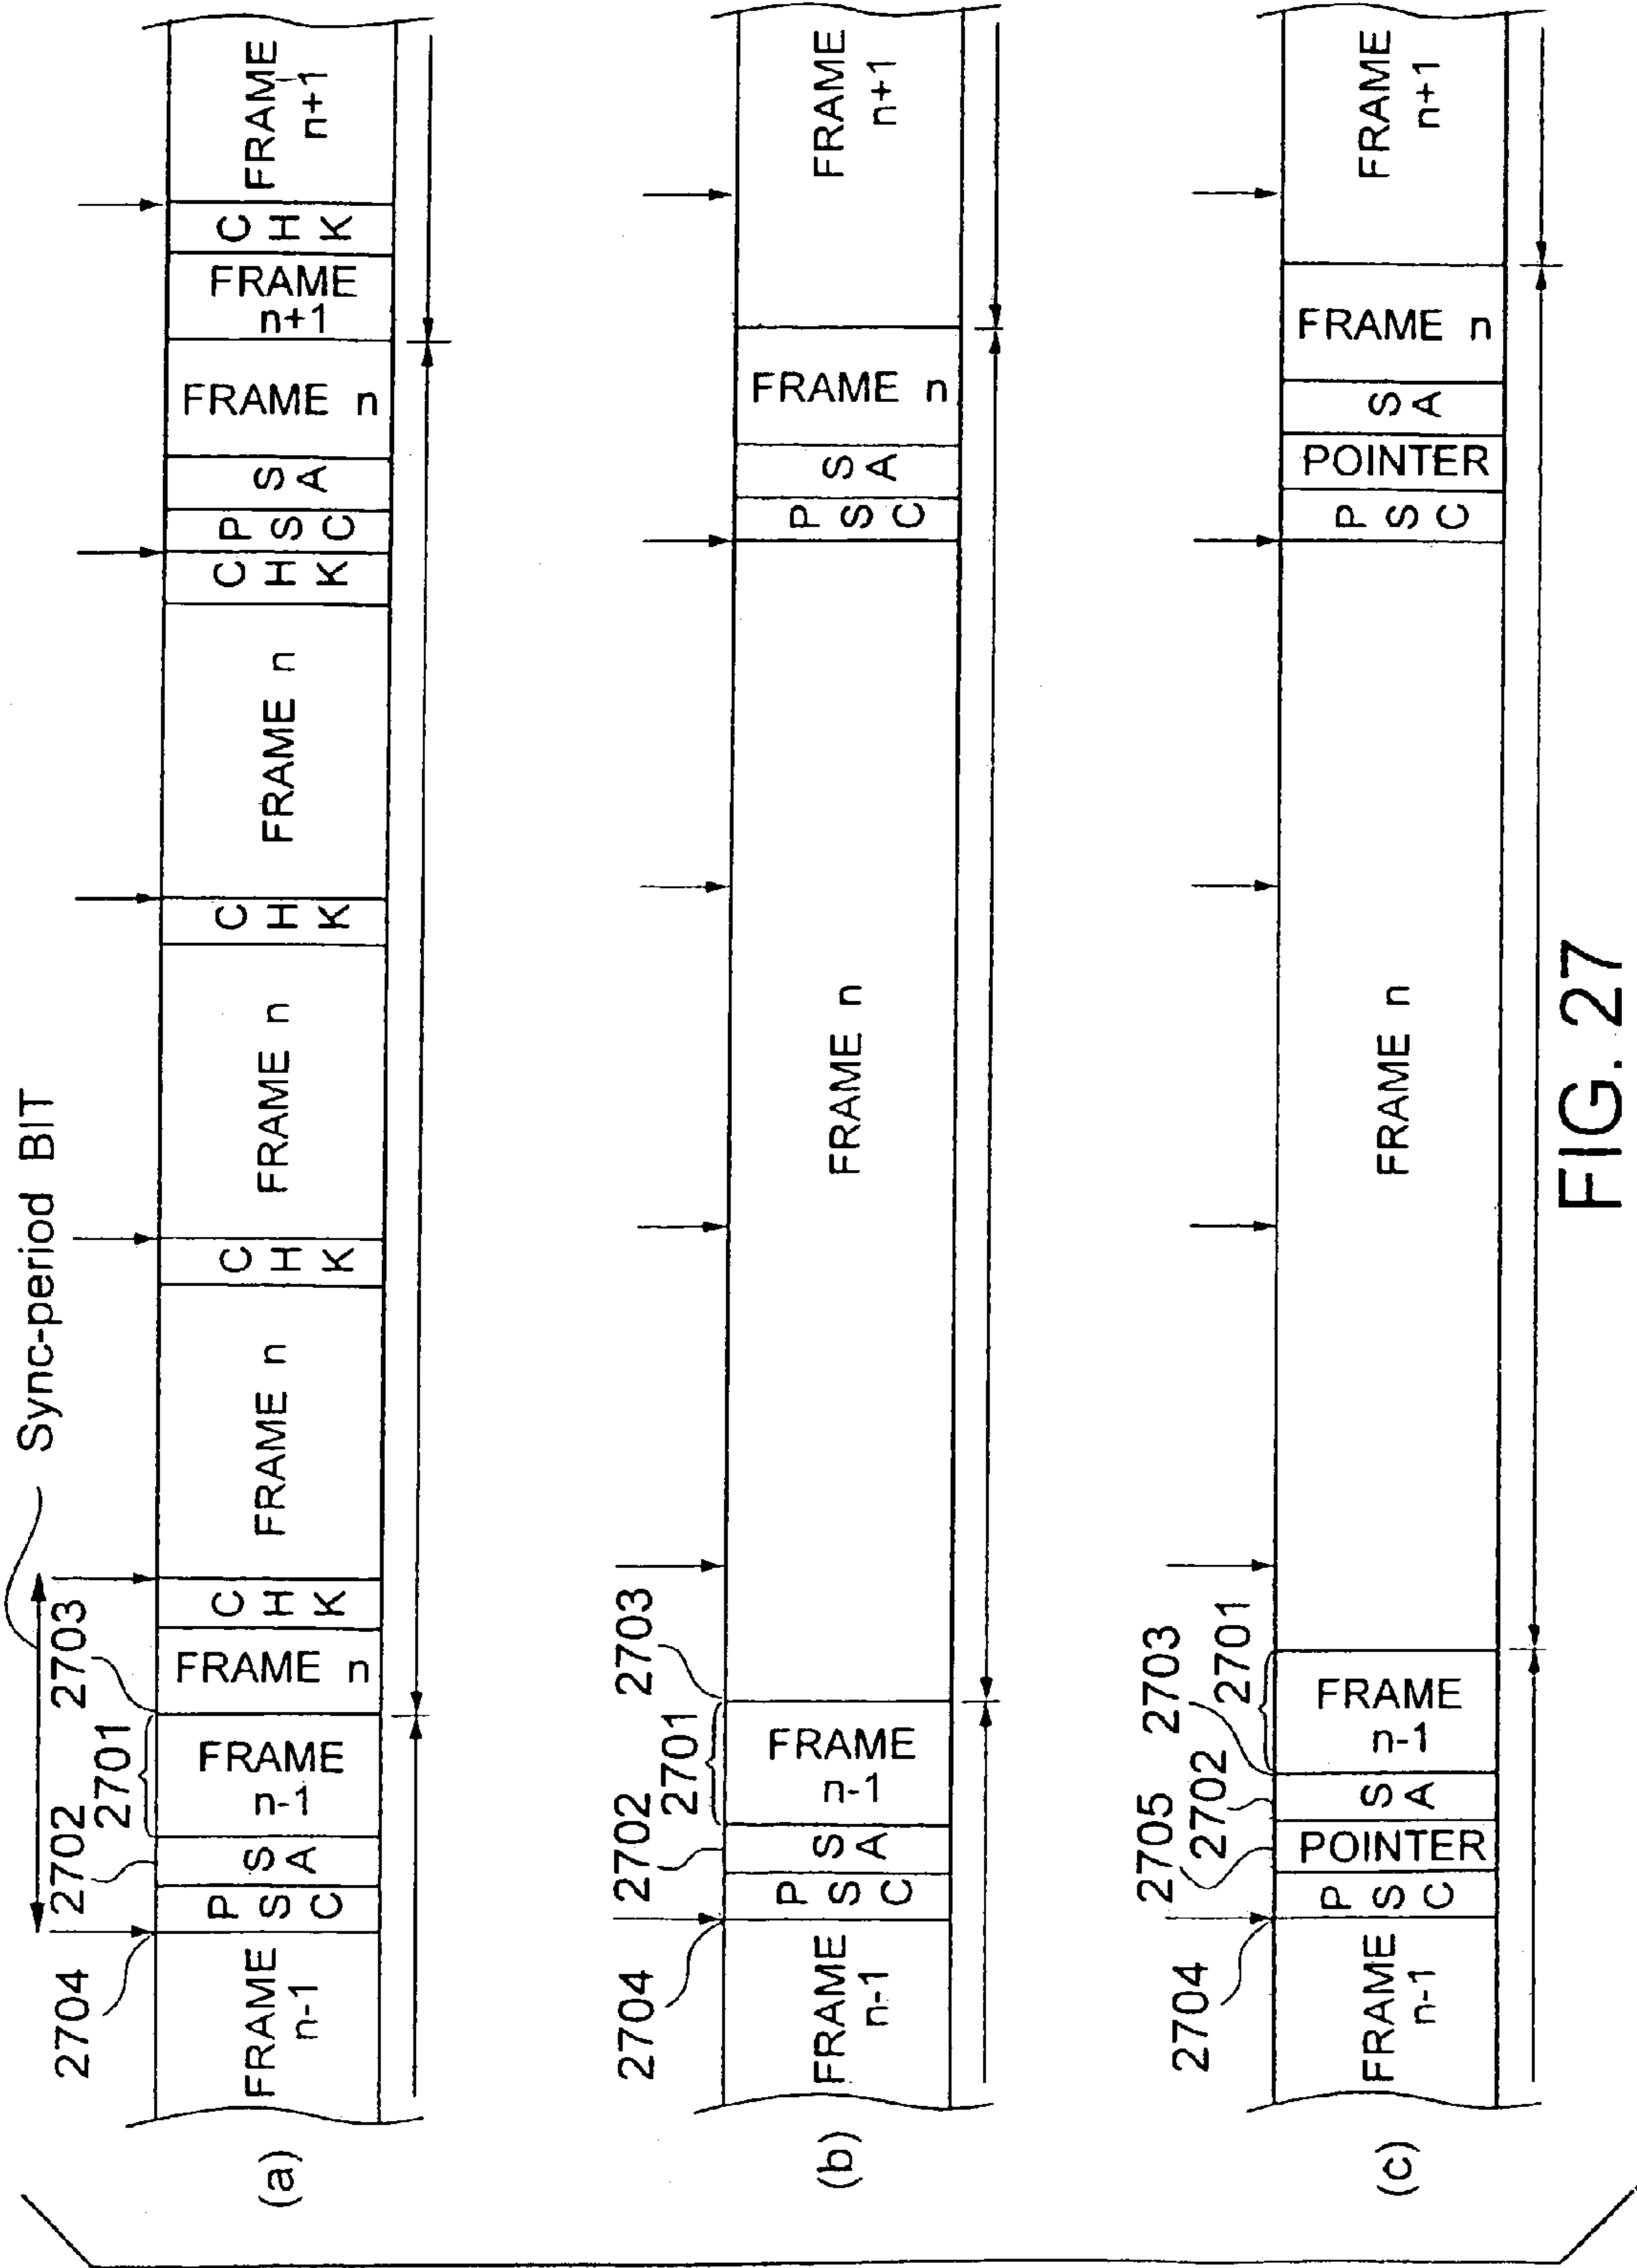 Sync-period BIT
2704
2702
2701
2703
(a)
FRAME
n-1
P S C
S A
FRAME
n-1
FRAME n
C H K
FRAME n
C H K
FRAME n
C H K
FRAME n
C H K
P S C
S A
FRAME n
FRAME
n+1
C H K
FRAME
n+1
2704
2702
2701
2703
(b)
FRAME
n-1
P S C
S A
FRAME
n-1
FRAME n
P S C
S A
FRAME n
FRAME
n+1
2704
2705
2702
2703
2701
(c)
FRAME
n-1
P S C
POINTER
S A
FRAME
n-1
FRAME n
P S C
POINTER
S A
FRAME n
FRAME
n+1
FIG. 27